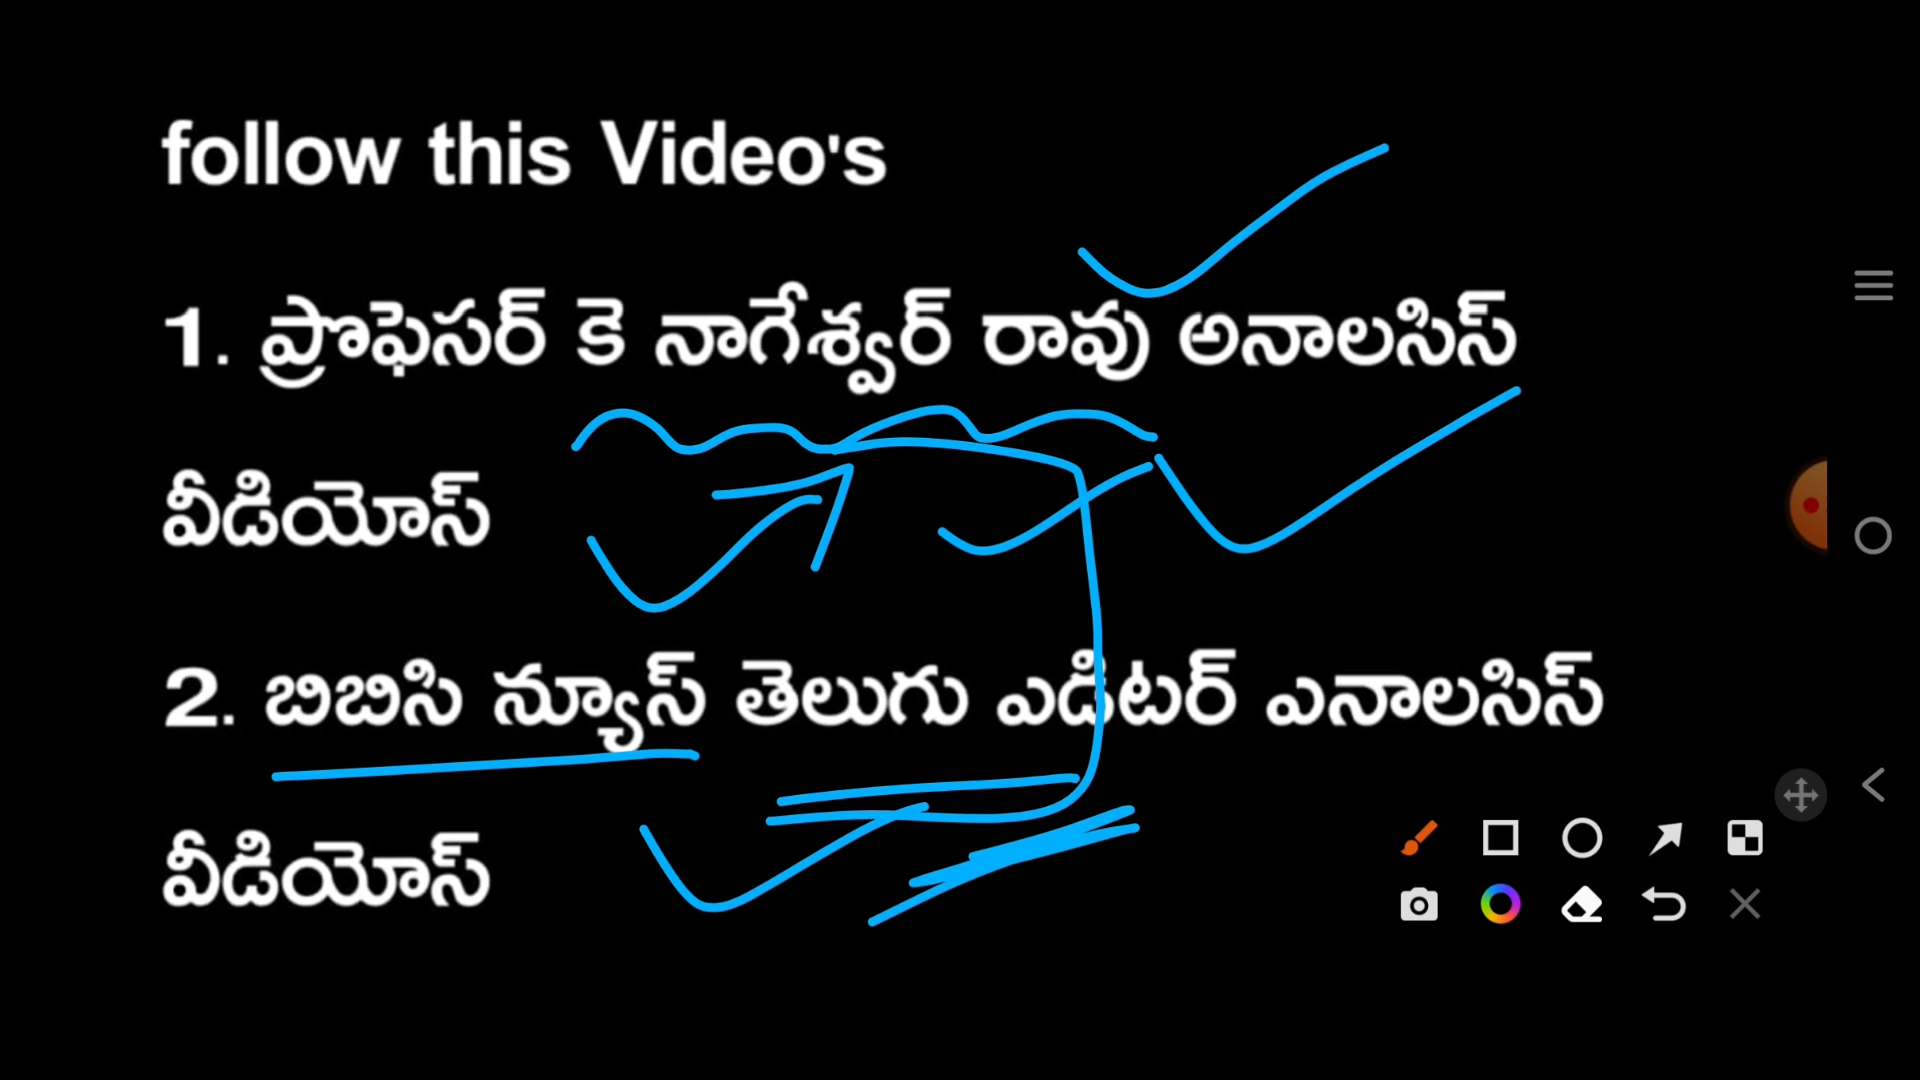 follow this Video's
1. ప్రొఫెసర్ కె నాగేశ్వర్ రావు అనాలసిస్
వీడియోస్
2. బిబిసి న్యూస్ తెలుగు ఎడిటర్ ఎనాలసిస్
వీడియోస్